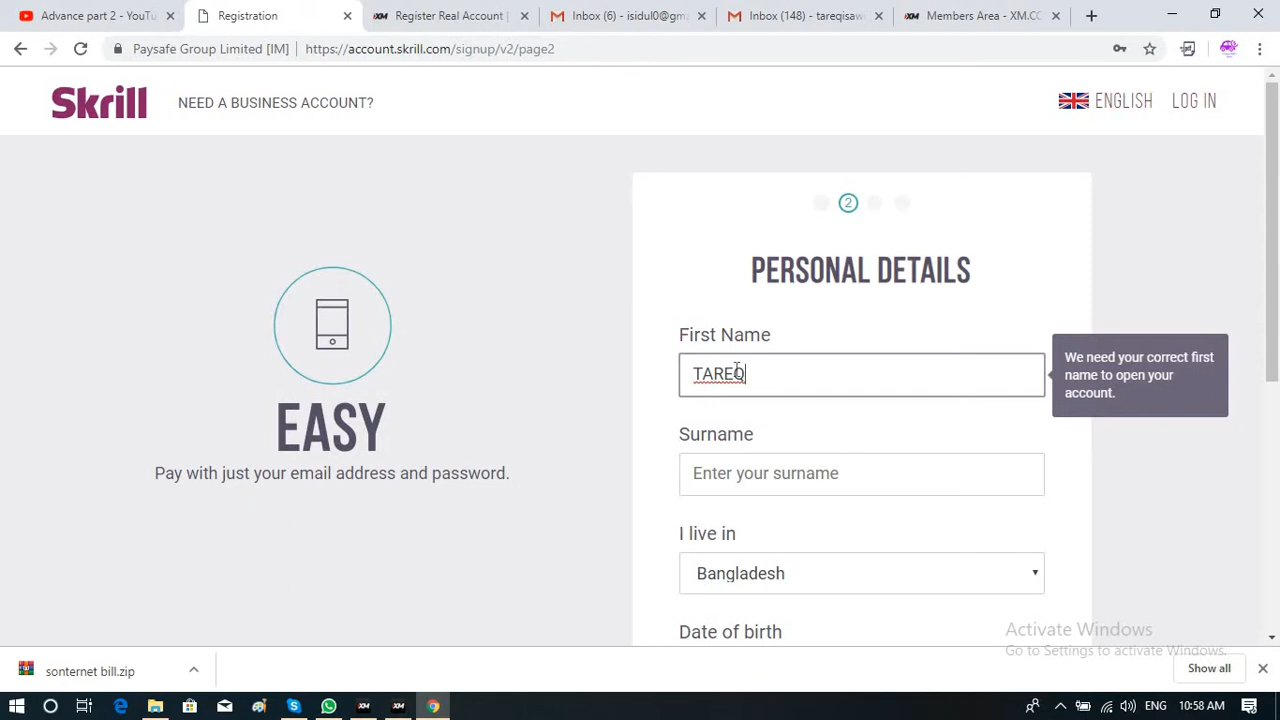 Advance part 2 - YouTu
Registration
Register Real Account |
Inbox (6) - isidul0@gma
Inbox (148) - tareqisaw
Members Area - XM.CO
Paysafe Group Limited [IM] | https://account.skrill.com/signup/v2/page2
Skrill
NEED A BUSINESS ACCOUNT?
ENGLISH
LOG IN
2
PERSONAL DETAILS
First Name
TAREQ
We need your correct first
name to open your
account.
Surname
Enter your surname
I live in
Bangladesh
Date of birth
EASY
Pay with just your email address and password.
Activate Windows
Go to Settings to activate Windows.
sonternet bill.zip
Show all
XM
XM
10:58 AM